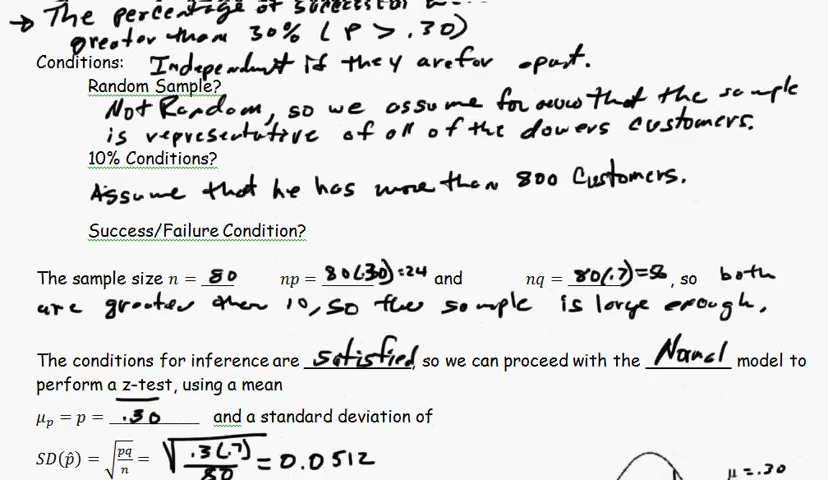 → The percentage of
greater than 30% (P > .30)
Conditions: Independent if they are for apart.
Random Sample?
Not Random, so we assume for now that the sample
is representative of all of the dowers customers.
10% Conditions?
Assume that he has more than 800 Customers.
Success/Failure Condition?
The sample size n = 80 np = 80(.30)=24 and nq = 80(.7)=56, so both
are greater then 10, so the sample is large enough.
The conditions for inference are satisfied, so we can proceed with the Normal model to
perform a z-test, using a mean
μₚ = p = .30 and a standard deviation of
SD(p̂) = √(pq/n) = √(.3(.7)/80) = 0.0512
μ = .30